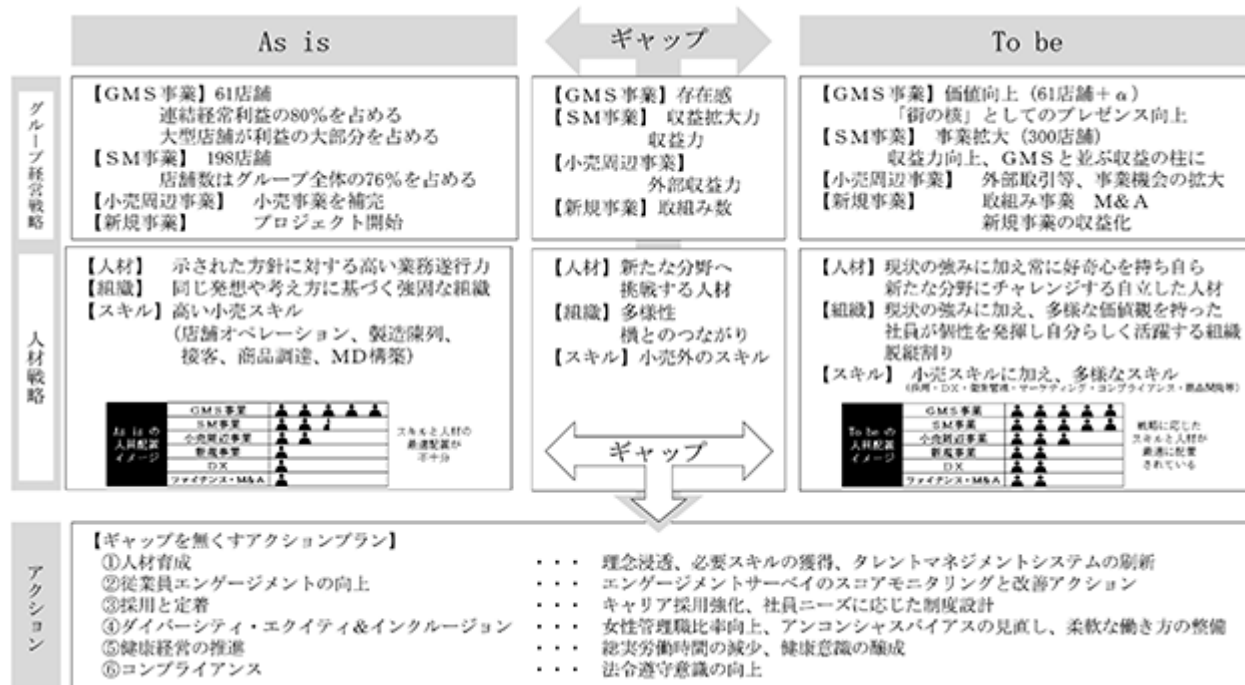 As is
ギャップ
To be
グループ経営戦略
【GMS事業】61店舗
連結経常利益の80%を占める
大型店舗が利益の大部分を占める
【SM事業】 198店舗
店舗数はグループ全体の76%を占める
【小売周辺事業】 小売事業を補完
【新規事業】 プロジェクト開始
【GMS事業】存在感
【SM事業】 収益拡大力
収益力
【小売周辺事業】
外部収益力
【新規事業】取組み数
【GMS事業】価値向上（61店舗＋α）
「街の核」としてのプレゼンス向上
【SM事業】 事業拡大（300店舗）
収益力向上、GMSと並ぶ収益の柱に
【小売周辺事業】 外部取引等、事業機会の拡大
【新規事業】 取組み事業 M&A
新規事業の収益化
人材戦略
【人材】 示された方針に対する高い業務遂行力
【組織】 同じ発想や考え方に基づく強固な組織
【スキル】高い小売スキル
（店舗オペレーション、製造陳列、
接客、商品調達、MD構築）
As is の
人員配置
イメージ
GMS事業
SM事業
小売周辺事業
新規事業
DX
ファイナンス・M&A
スキルと人材の
最適配置が
不十分
【人材】新たな分野へ
挑戦する人材
【組織】多様性
横とのつながり
【スキル】小売外のスキル
ギャップ
【人材】現状の強みに加え常に好奇心を持ち自ら
新たな分野にチャレンジする自立した人材
【組織】現状の強みに加え、多様な価値観を持った
社員が個性を発揮し自分らしく活躍する組織
脱縦割り
【スキル】 小売スキルに加え、多様なスキル
（採用・DX・衛生管理・マーケティング・コンプライアンス・商品開発等）
To be の
人員配置
イメージ
GMS事業
SM事業
小売周辺事業
新規事業
DX
ファイナンス・M&A
戦略に応じた
スキルと人材が
最適に配置
されている
アクション
【ギャップを無くすアクションプラン】
①人材育成 ・・・ 理念浸透、必要スキルの獲得、タレントマネジメントシステムの刷新
②従業員エンゲージメントの向上 ・・・ エンゲージメントサーベイのスコアモニタリングと改善アクション
③採用と定着 ・・・ キャリア採用強化、社員ニーズに応じた制度設計
④ダイバーシティ・エクイティ&インクルージョン ・・・ 女性管理職比率向上、アンコンシャスバイアスの見直し、柔軟な働き方の整備
⑤健康経営の推進 ・・・ 総実労働時間の減少、健康意識の醸成
⑥コンプライアンス ・・・ 法令遵守意識の向上